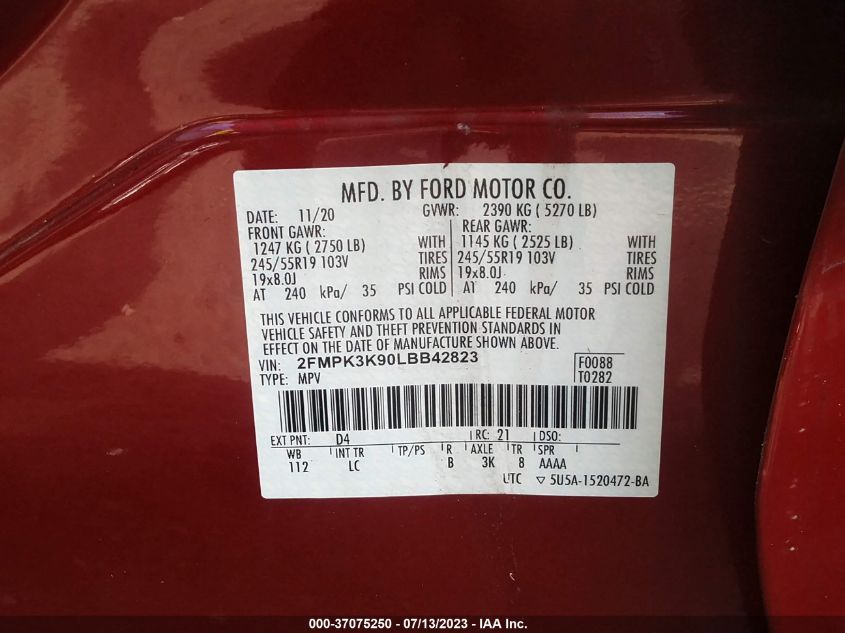 MFD. BY FORD MOTOR CO.
DATE: 11/20 GVWR: 2390 KG ( 5270 LB)
FRONT GAWR: REAR GAWR:
1247 KG ( 2750 LB) WITH 1145 KG ( 2525 LB) WITH
245/55R19 103V TIRES 245/55R19 103V TIRES
19x8.0J RIMS 19x8.0J RIMS
AT 240 kPa/ 35 PSI COLD AT 240 kPa/ 35 PSI COLD
THIS VEHICLE CONFORMS TO ALL APPLICABLE FEDERAL MOTOR
VEHICLE SAFETY AND THEFT PREVENTION STANDARDS IN
EFFECT ON THE DATE OF MANUFACTURE SHOWN ABOVE.
VIN: 2FMPK3K90LBB42823 F0088
TYPE: MPV T0282
EXT PNT: D4 RC: 21 DSO:
WB INT TR TP/PS R AXLE TR SPR
112 LC B 3K 8 AAAA
UTC ▽ 5U5A-1520472-BA
000-37075250 - 07/13/2023 - IAA Inc.